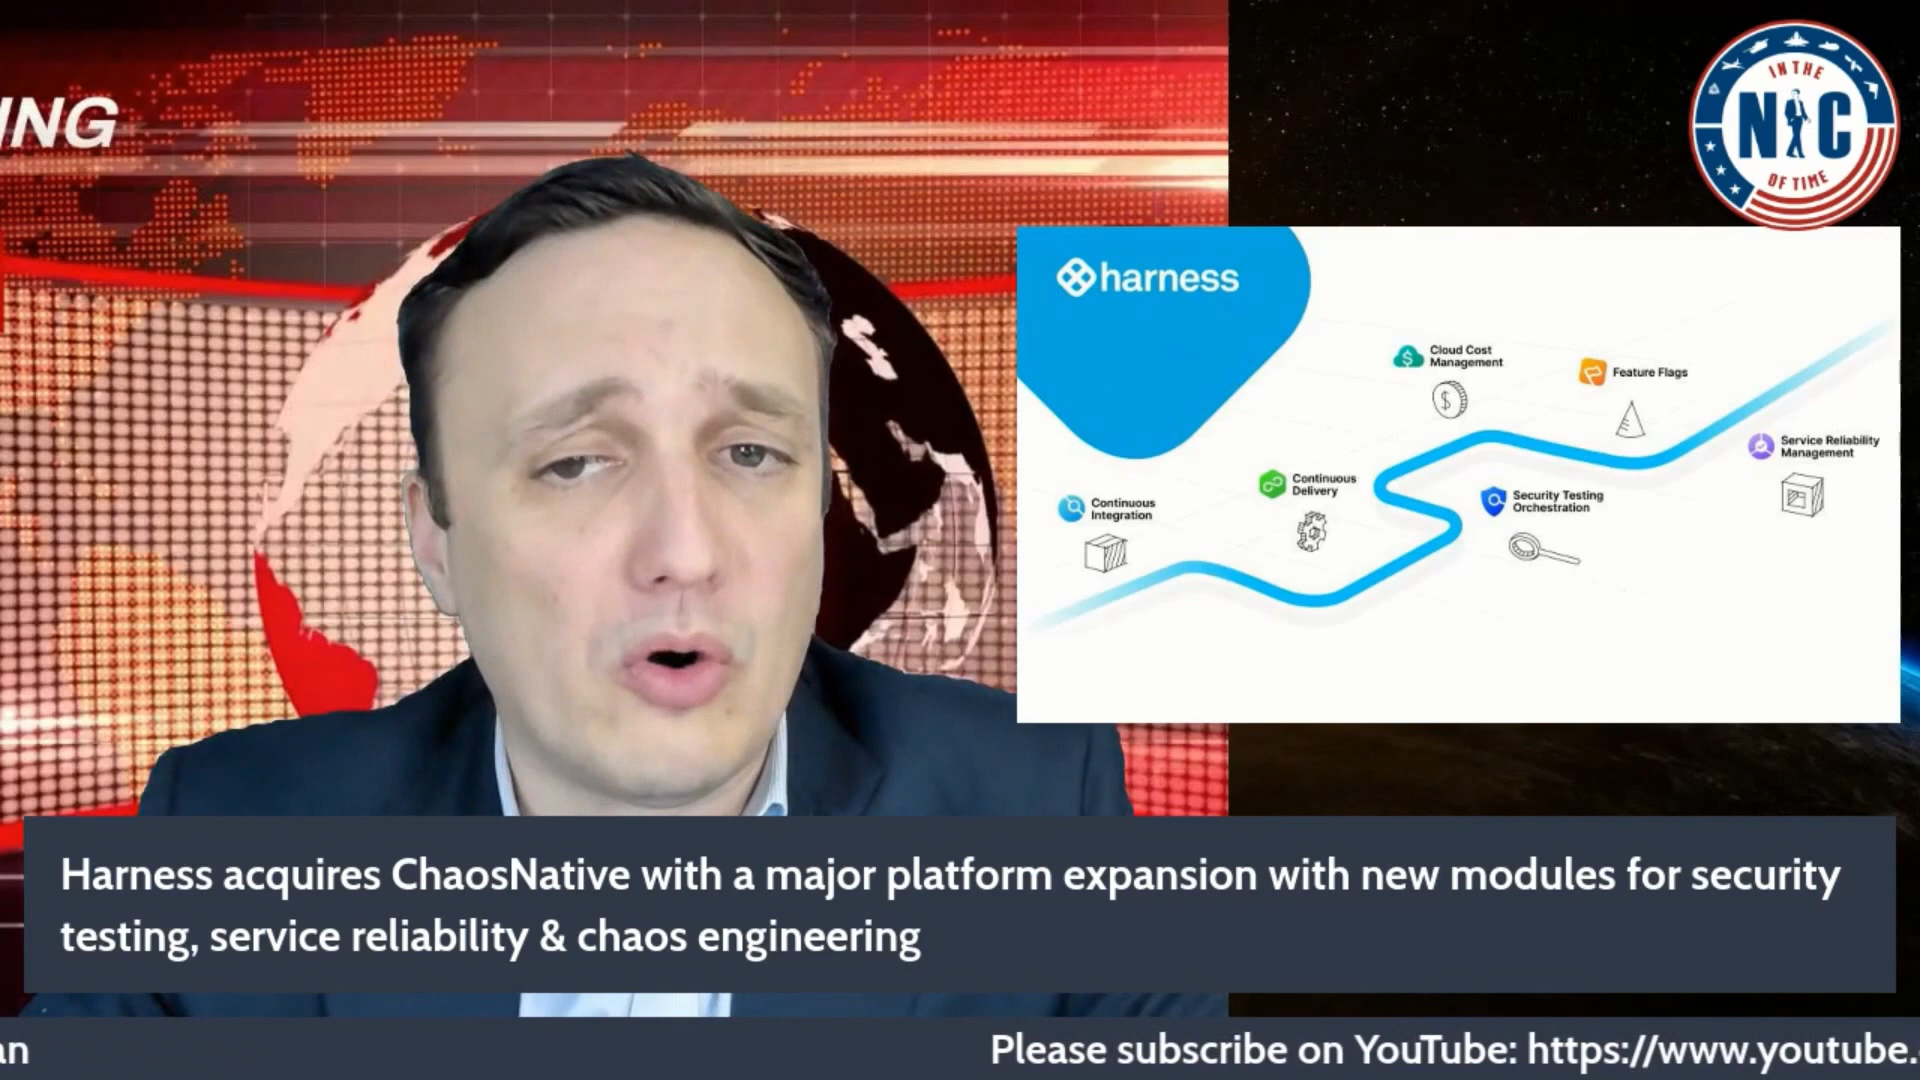 ING
IN THE
N C
OF TIME
harness
Cloud Cost
Management
Feature Flags
Service Reliability
Management
Continuous
Delivery
Security Testing
Orchestration
Continuous
Integration
Harness acquires ChaosNative with a major platform expansion with new modules for security
testing, service reliability & chaos engineering
an
Please subscribe on YouTube: https://www.youtube.